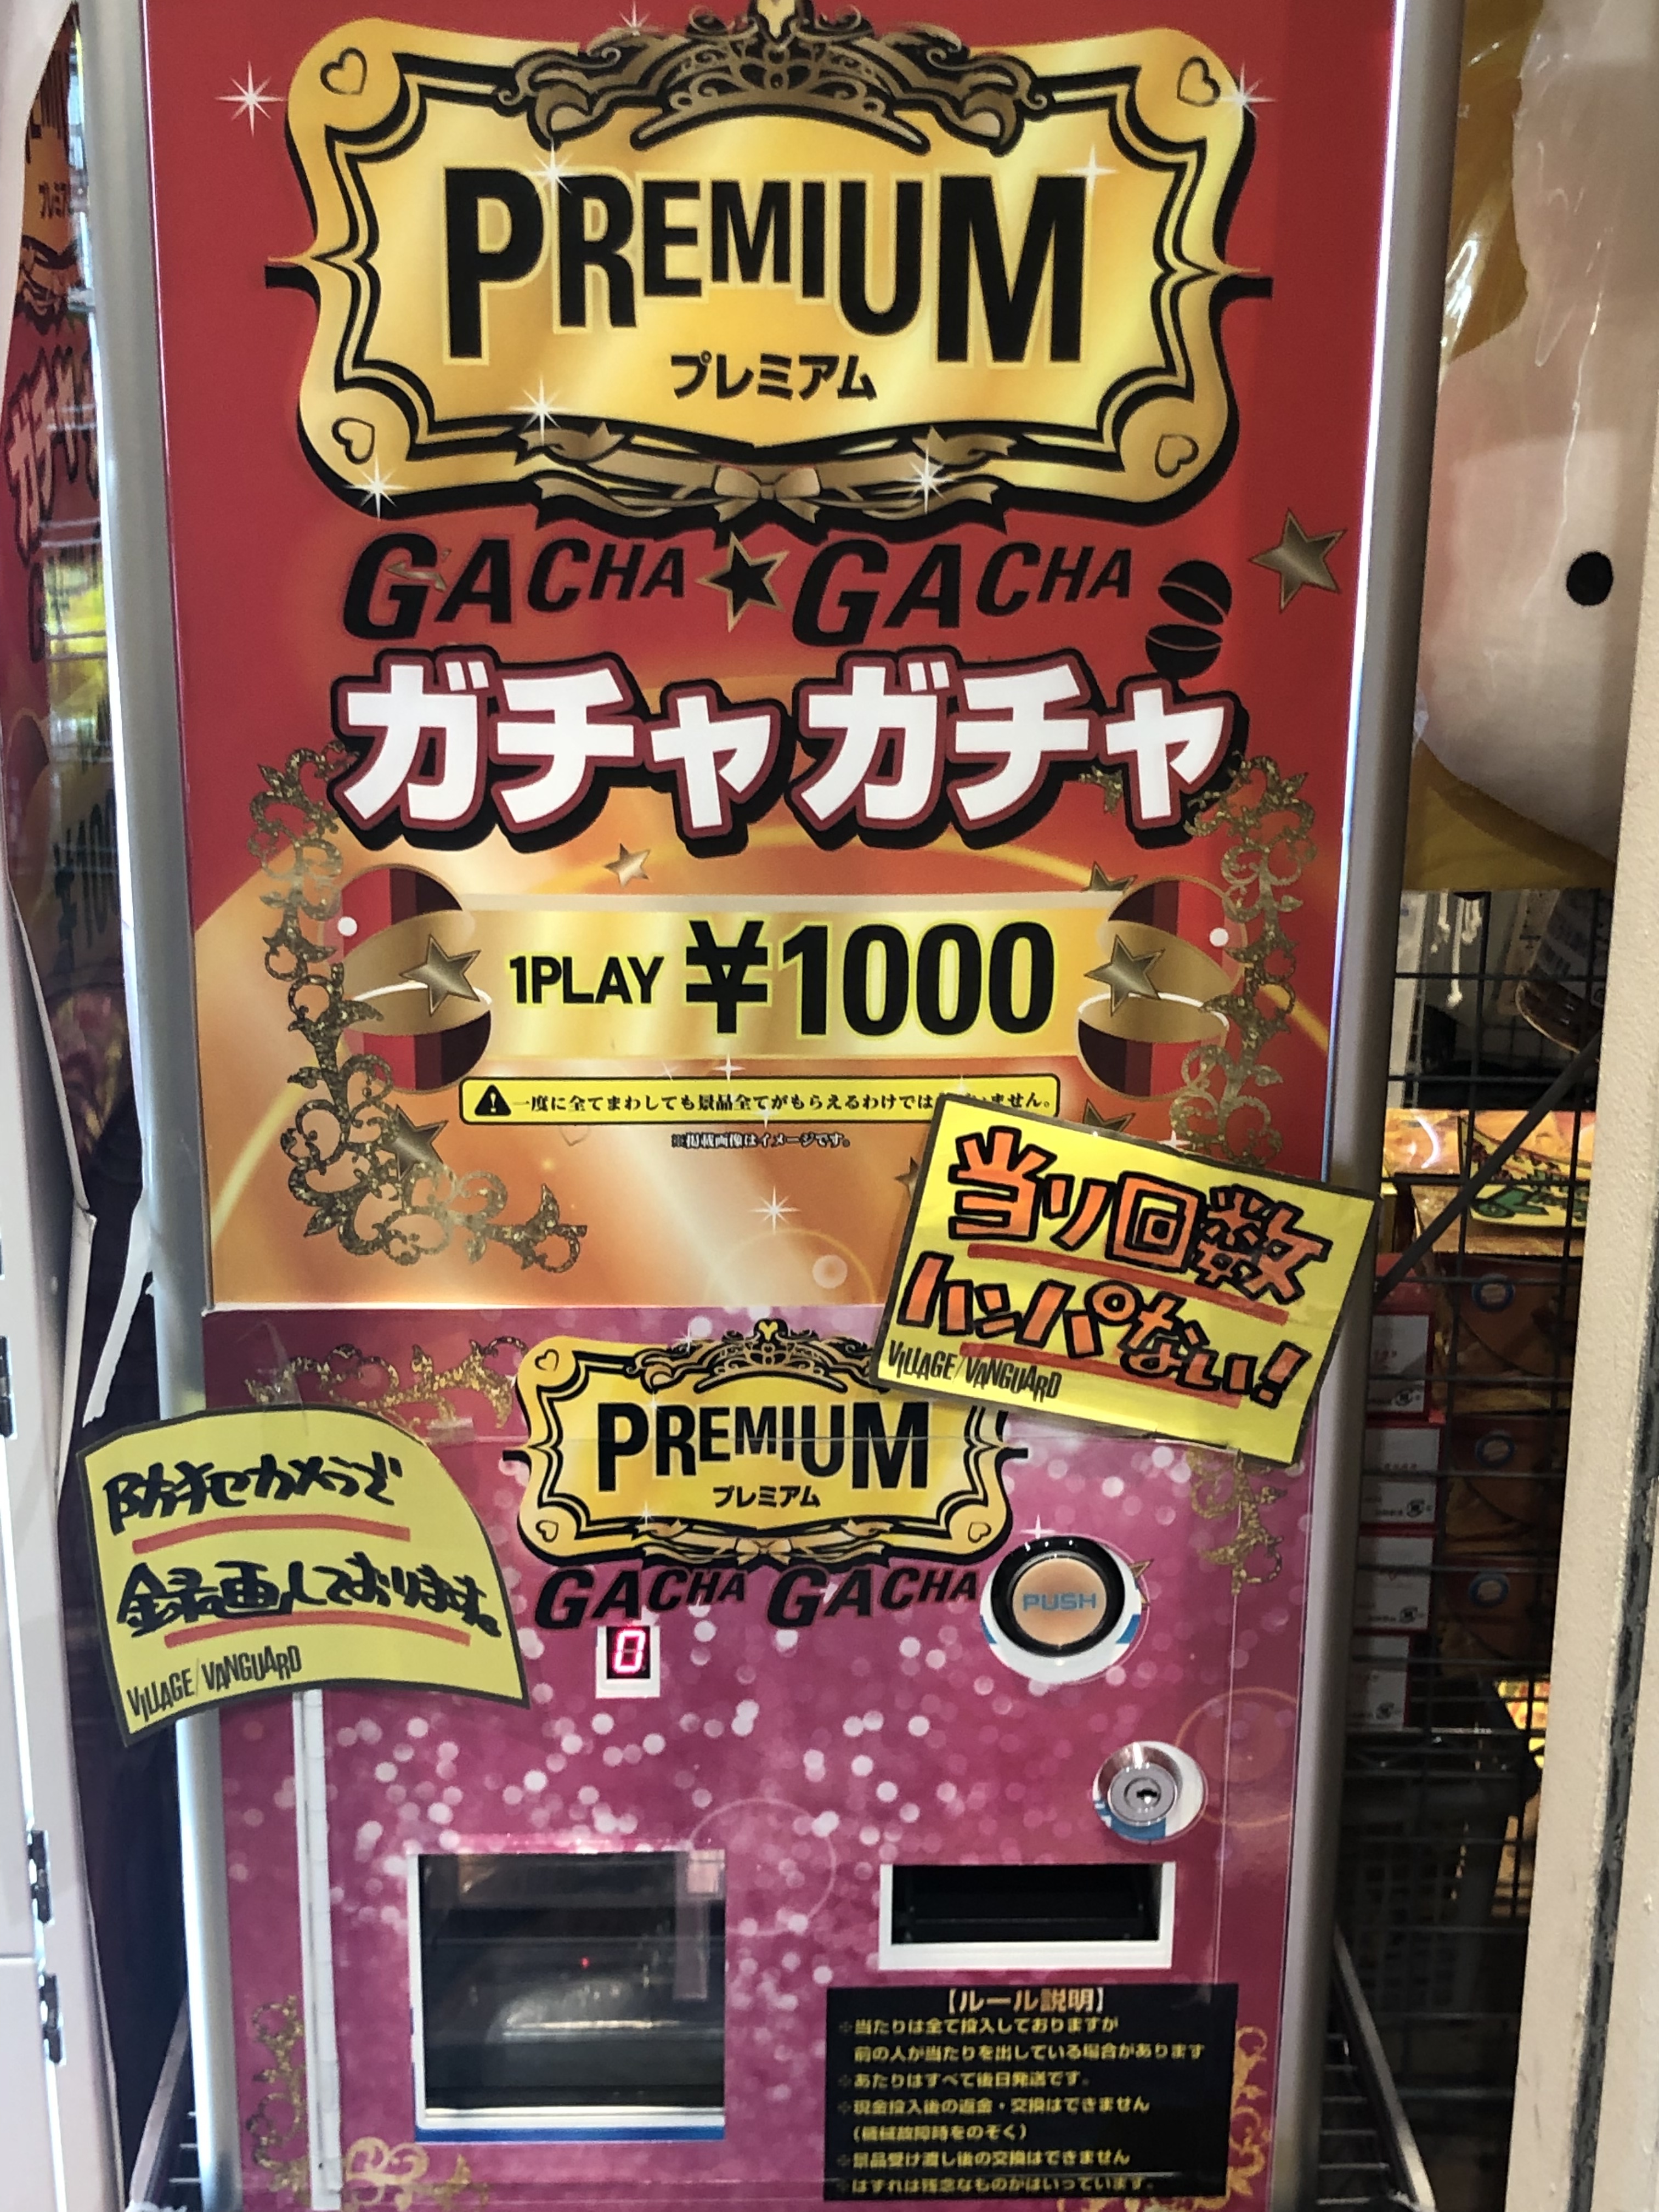 PREMIUM
プレミアム
GACHA★GACHA
ガチャガチャ
1PLAY ¥1000
一度に全てまわしても景品全てがもらえるわけでは ません。
※掲載画像はイメージです。
当り回数
ハンパない!
VILLAGE/VANGUARD
PREMIUM
プレミアム
GACHA GACHA
防犯カメラで
録画しております。
VILLAGE/VANGUARD
0
PUSH
【ルール説明】
※当たりは全て投入しておりますが
前の人が当たりを出している場合があります
※あたりはすべて後日発送です。
※現金投入後の返金・交換はできません
(機械故障時をのぞく)
※景品受け渡し後の交換はできません
※はずれは残念なものがはいっています。